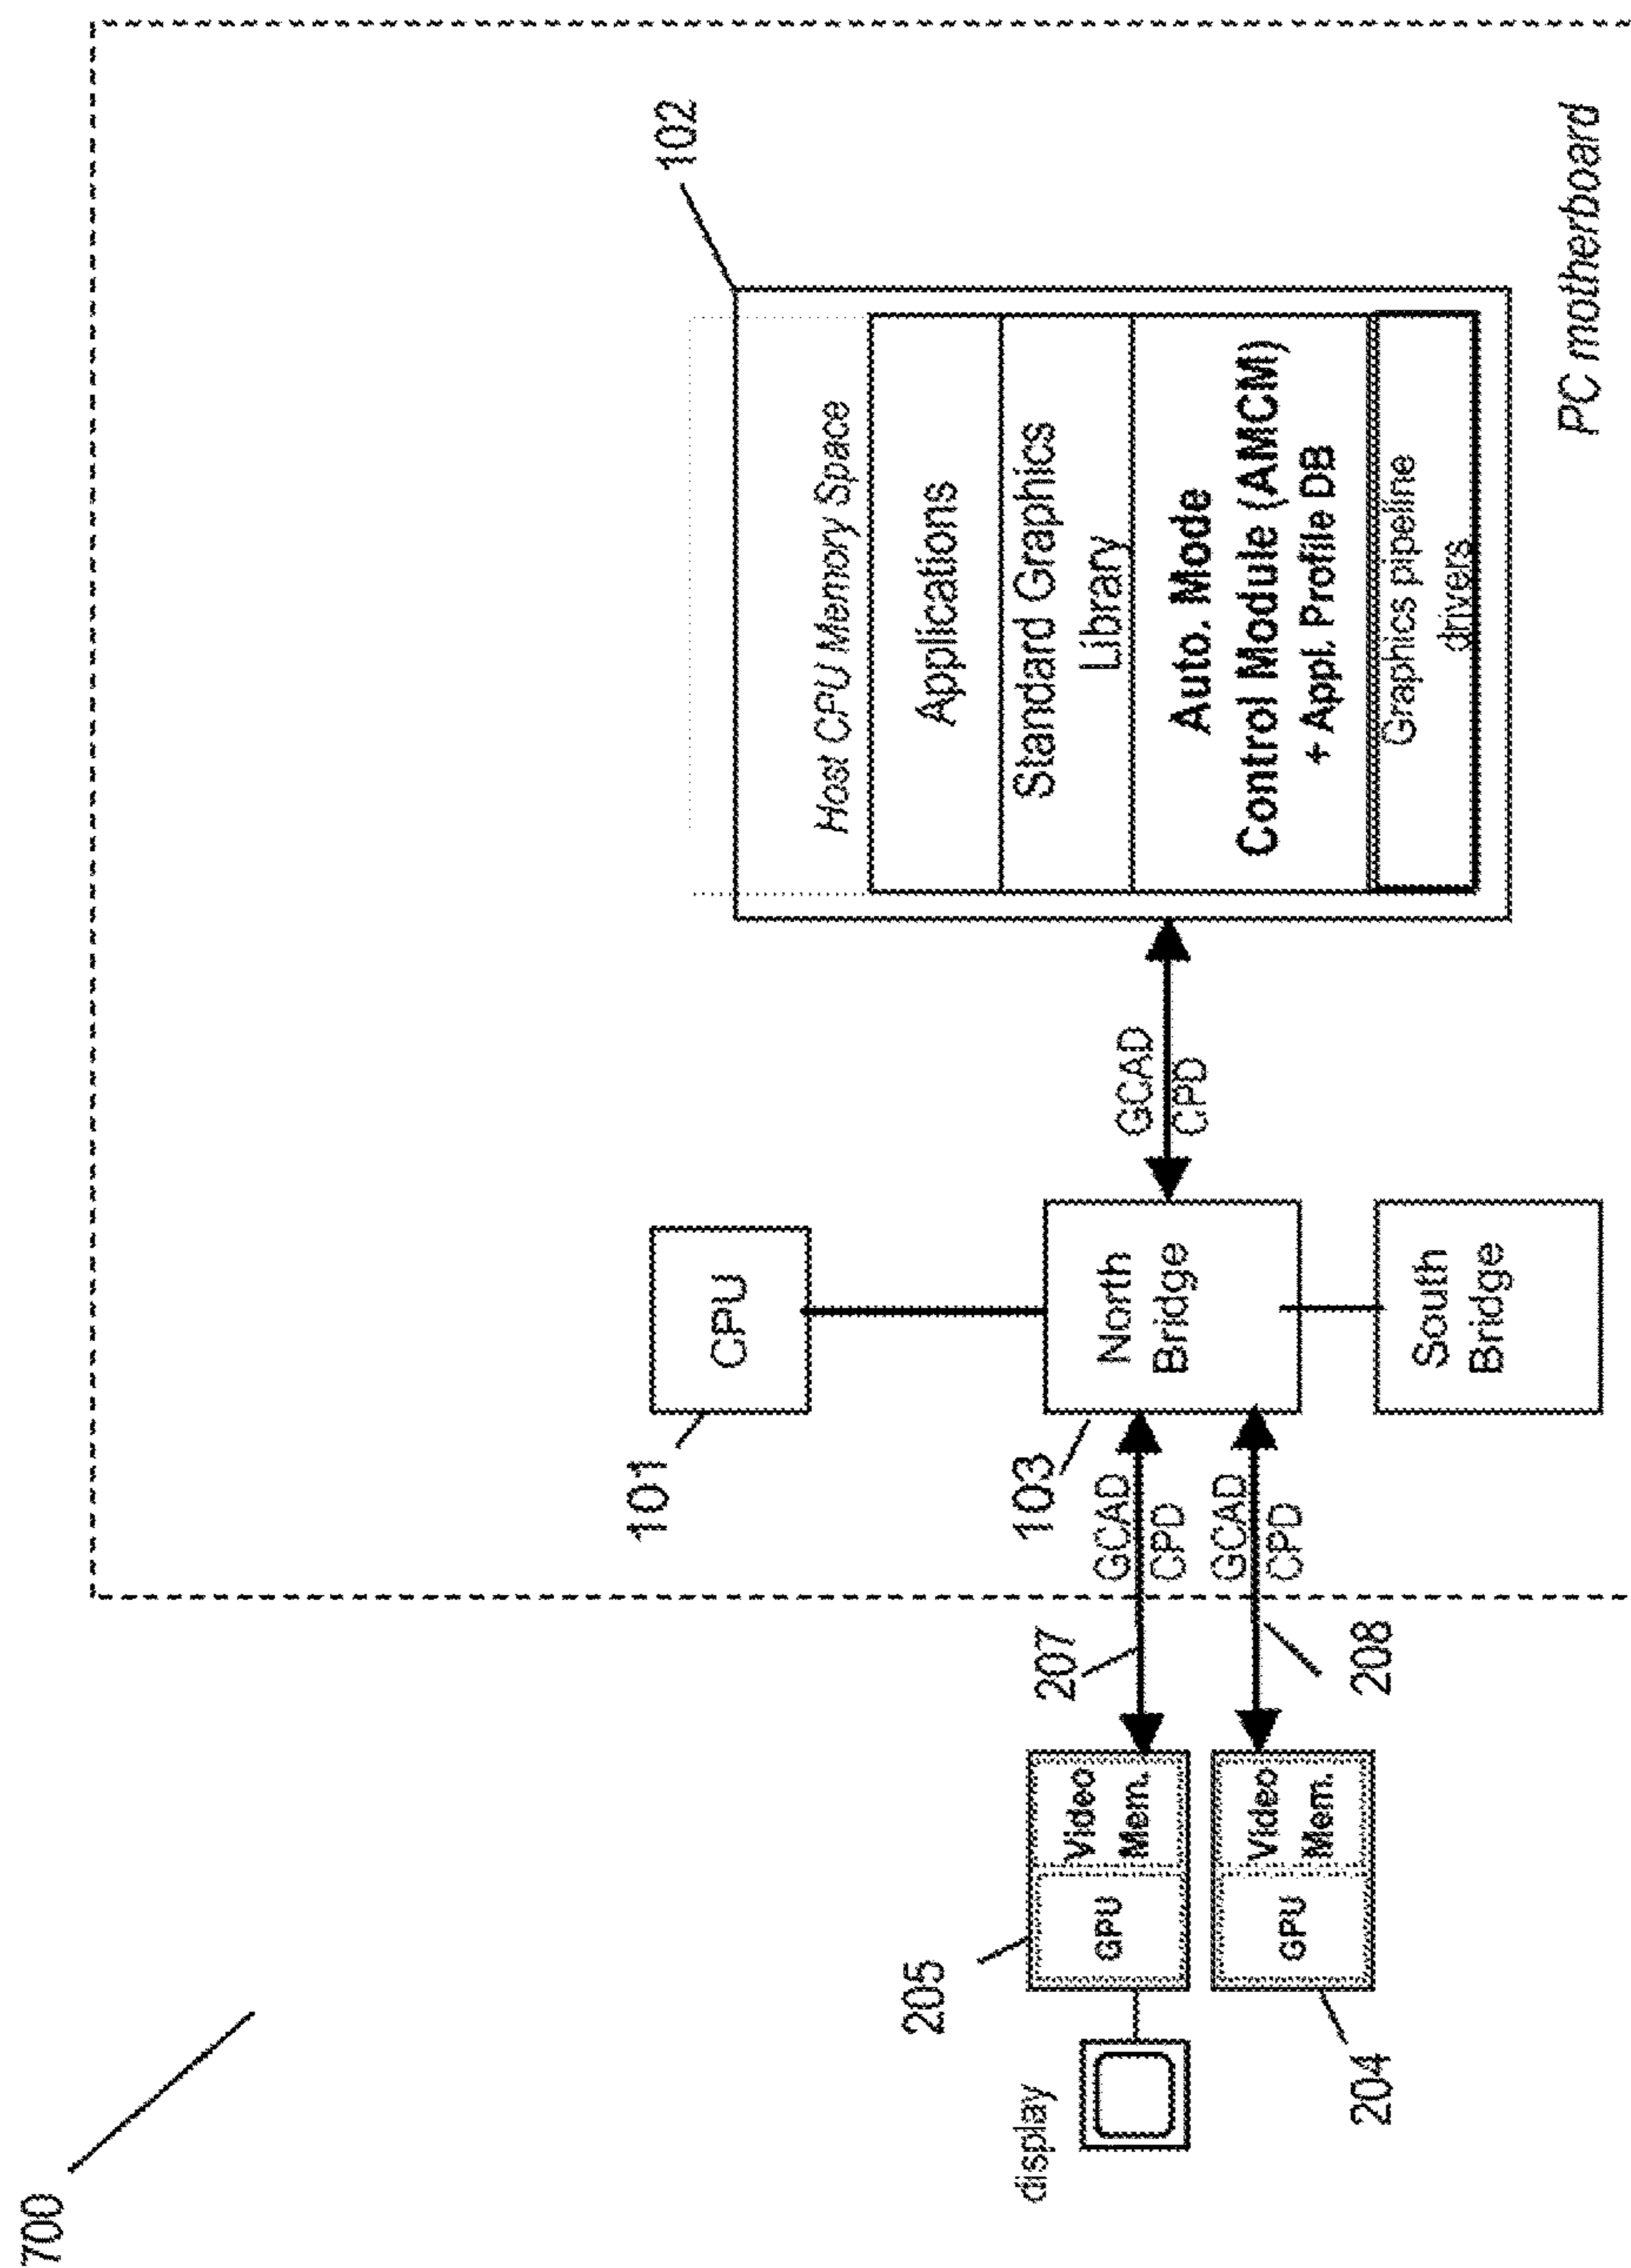 700
102
101
CPU
Host CPU Memory Space
Applications
Standard Graphics
Library
Auto. Mode
Control Module (AMCM)
+ Appl. Profile DB
Graphics pipeline
drivers
205
display
GPU
Video
Mem.
207
GCAD
CPD
103
North
Bridge
GCAD
CPD
GPU
Video
Mem.
204
208
GCAD
CPD
South
Bridge
PC motherboard